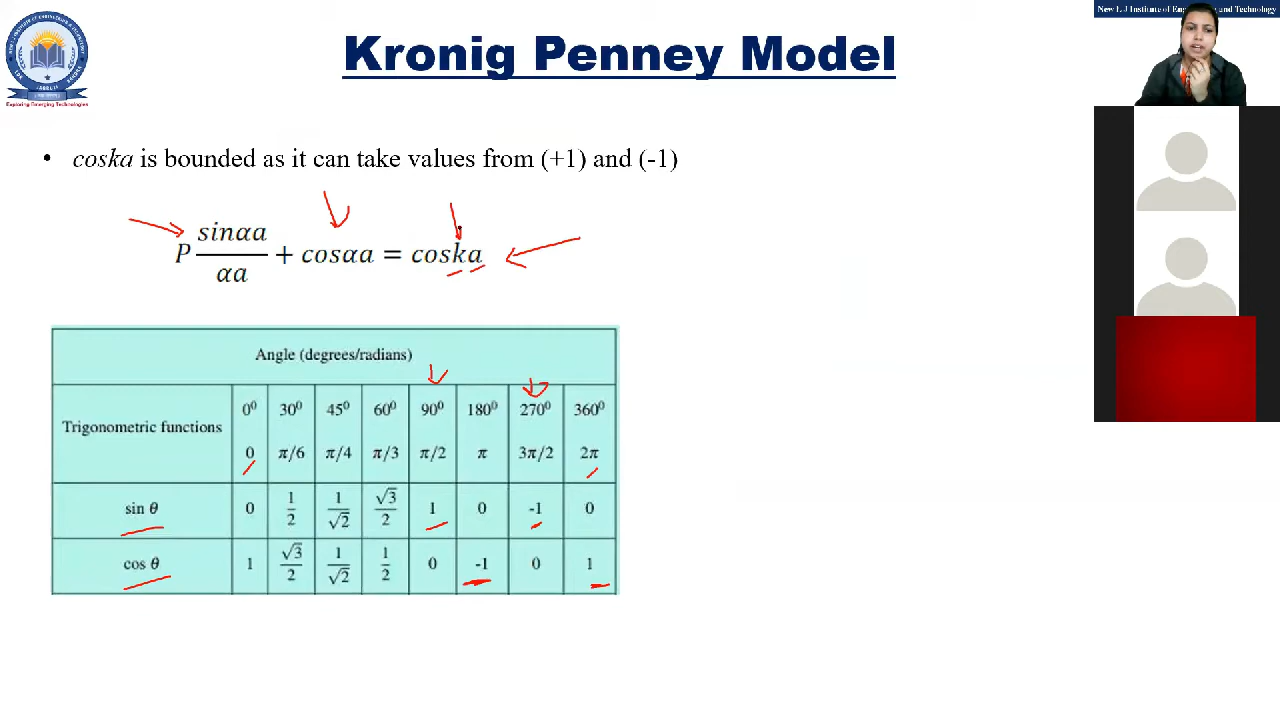 New L J Institute of Engineering and Technology
Kronig Penney Model
• coska is bounded as it can take values from (+1) and (-1)
P sinαa/αa + cosαa = coska
Angle (degrees/radians)
Trigonometric functions 0⁰ 30⁰ 45⁰ 60⁰ 90⁰ 180⁰ 270⁰ 360⁰
0 π/6 π/4 π/3 π/2 π 3π/2 2π
sin θ 0 1/2 1/√2 √3/2 1 0 -1 0
cos θ 1 √3/2 1/√2 1/2 0 -1 0 1
Exploring Emerging Technologies